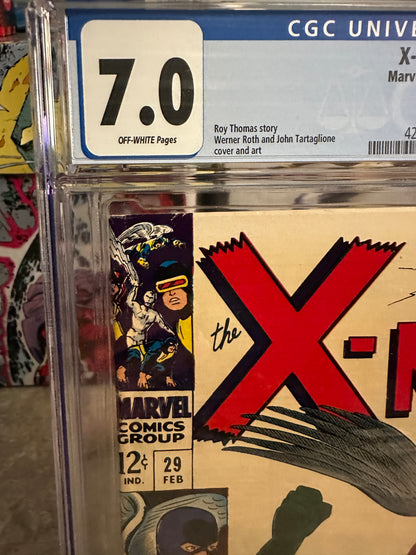 CGC UNIVE
7.0
OFF-WHITE Pages
X-
Marv
Roy Thomas story
Werner Roth and John Tartaglione
cover and art
42
the
X-M
MARVEL
COMICS
GROUP
12¢
IND.
29
FEB